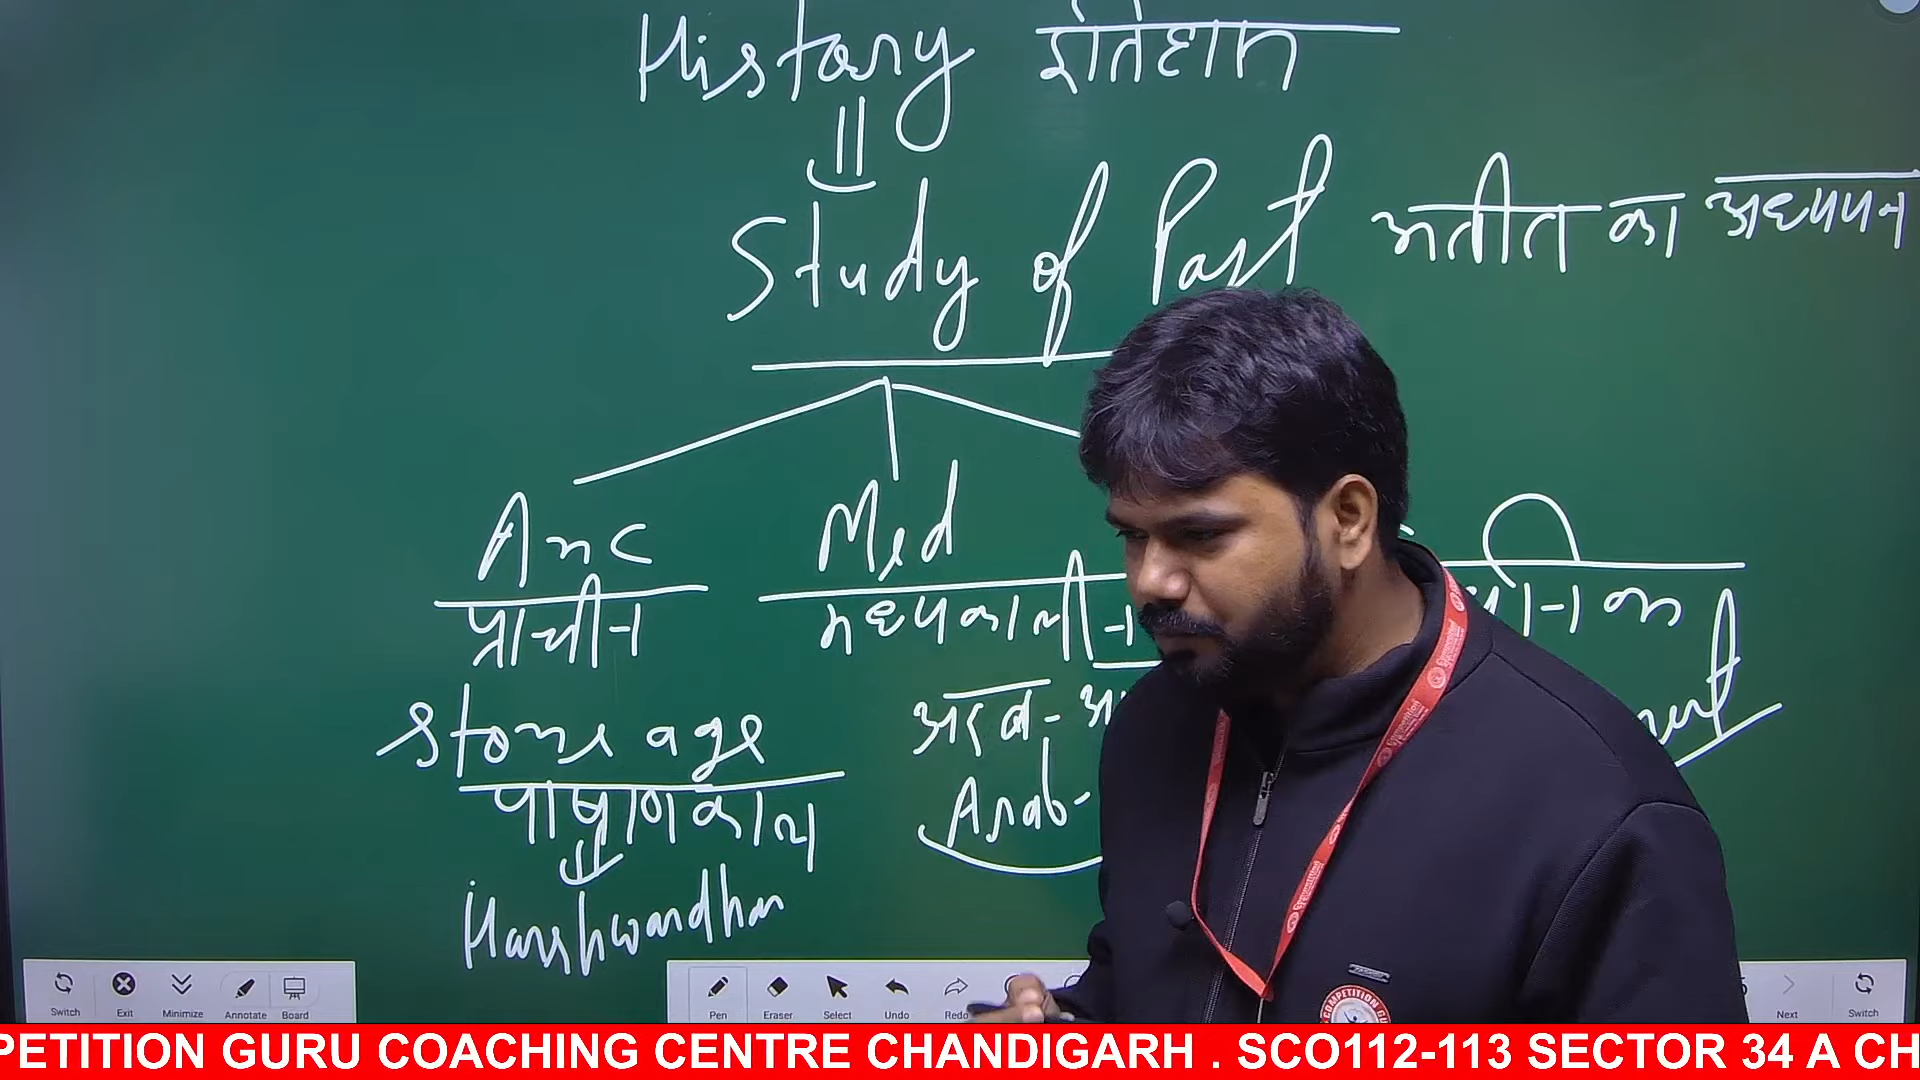 History इतिहास
Study of Past अतीत का अध्ययन
Anc Med
प्राचीन मध्यकालीन
Stone age अरब-
पाषाणकाल Arab-
Harshwardhan
Switch Exit Minimize Annotate Board Pen Eraser Select Undo Redo Next Switch
PETITION GURU COACHING CENTRE CHANDIGARH . SCO112-113 SECTOR 34 A CH